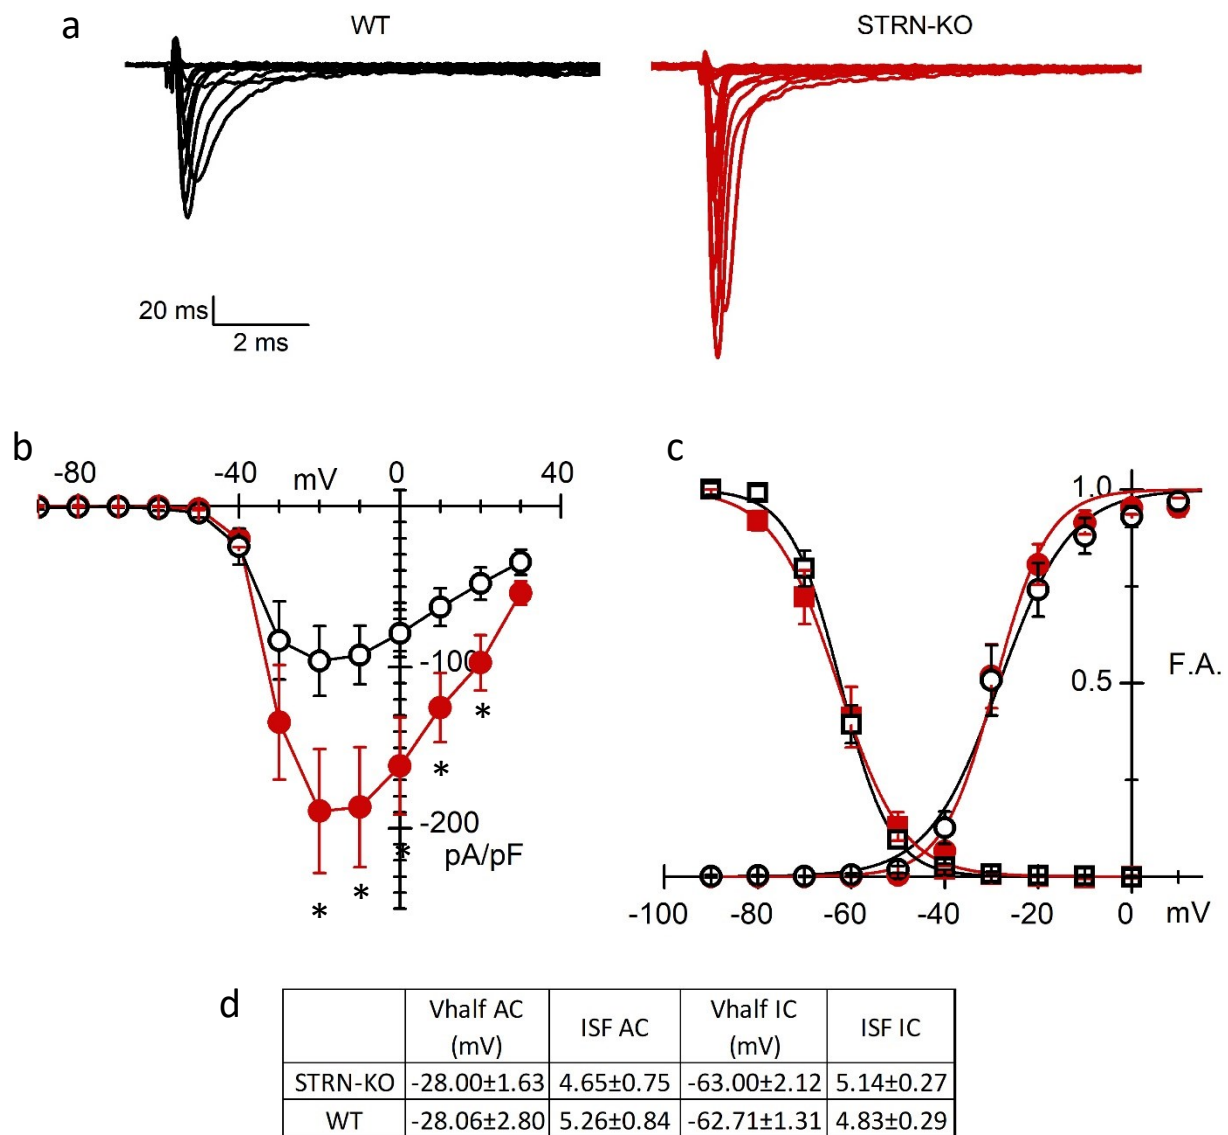 a
WT
STRN-KO
20 ms
2 ms
b
-80
-40
mV
0
40
-100
*
*
-200
pA/pF
*
*
*
c
1.0
F.A.
0.5
-100
-80
-60
-40
-20
0
mV
d
Vhalf AC (mV) ISF AC Vhalf IC (mV) ISF IC
STRN-KO -28.00±1.63 4.65±0.75 -63.00±2.12 5.14±0.27
WT -28.06±2.80 5.26±0.84 -62.71±1.31 4.83±0.29